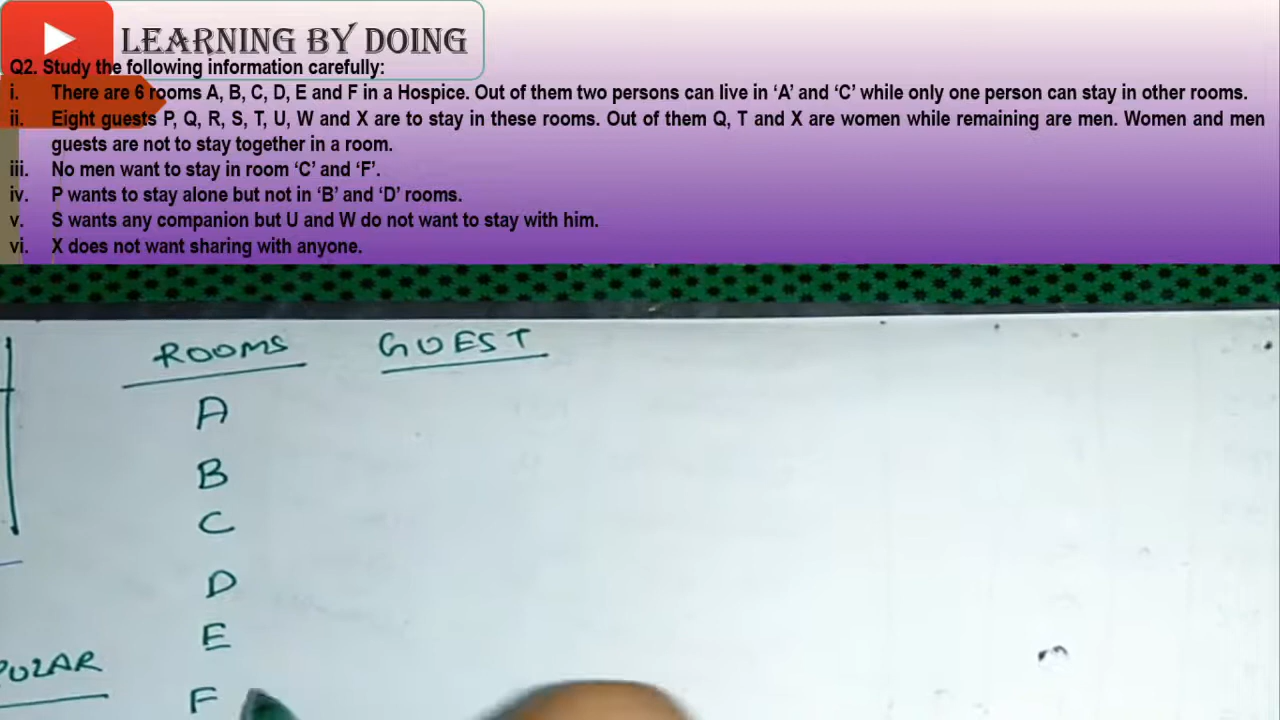 LEARNING BY DOING
Q2. Study the following information carefully:
i. There are 6 rooms A, B, C, D, E and F in a Hospice. Out of them two persons can live in ‘A’ and ‘C’ while only one person can stay in other rooms.
ii. Eight guests P, Q, R, S, T, U, W and X are to stay in these rooms. Out of them Q, T and X are women while remaining are men. Women and men
guests are not to stay together in a room.
iii. No men want to stay in room ‘C’ and ‘F’.
iv. P wants to stay alone but not in ‘B’ and ‘D’ rooms.
v. S wants any companion but U and W do not want to stay with him.
vi. X does not want sharing with anyone.
ROOMS GUEST
A
B
C
D
E
PULAR
F